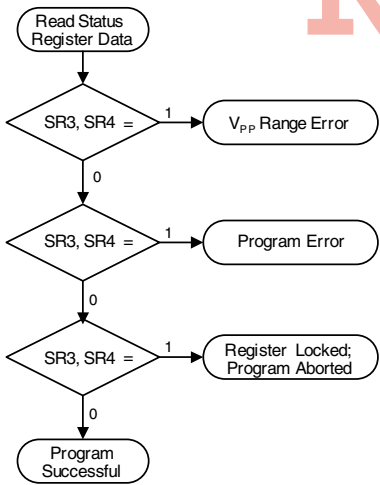 Read Status
Register Data
SR3, SR4 =
1
V_PP Range Error
0
SR3, SR4 =
1
Program Error
0
SR3, SR4 =
1
Register Locked;
Program Aborted
0
Program
Successful